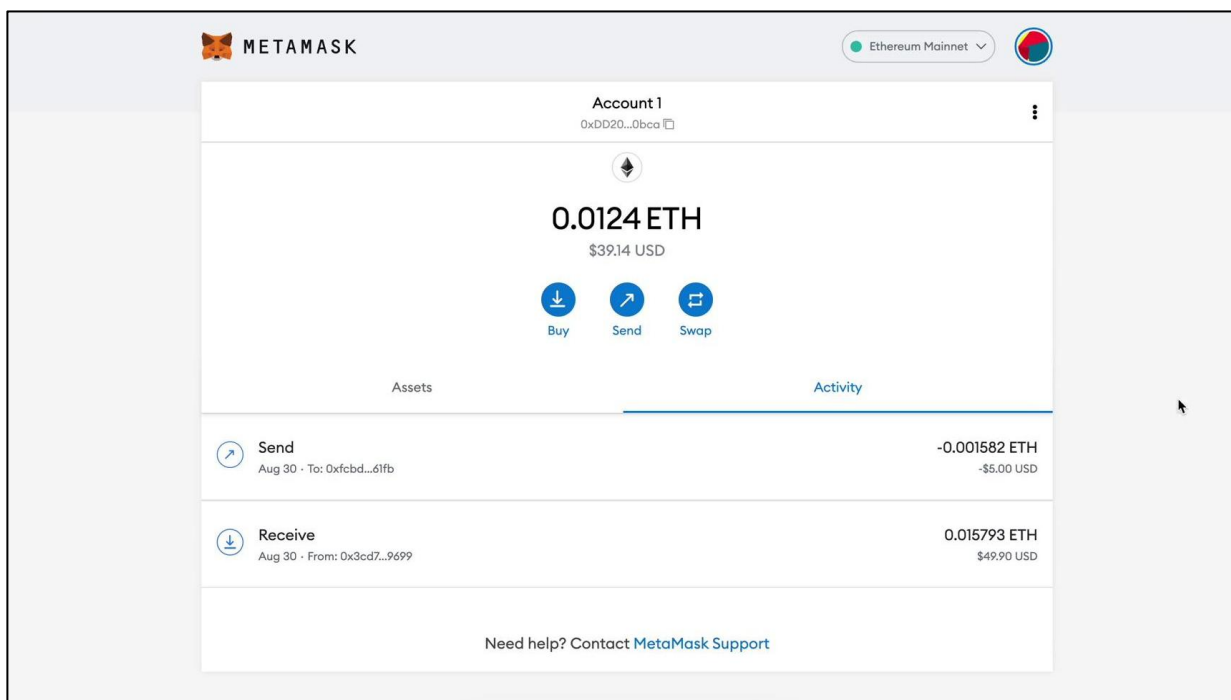 METAMASK
Ethereum Mainnet
Account 1
0xDD20...0bca
0.0124 ETH
$39.14 USD
Buy Send Swap
Assets Activity
Send -0.001582 ETH
Aug 30 · To: 0xfcbd...61fb -$5.00 USD
Receive 0.015793 ETH
Aug 30 · From: 0x3cd7...9699 $49.90 USD
Need help? Contact MetaMask Support